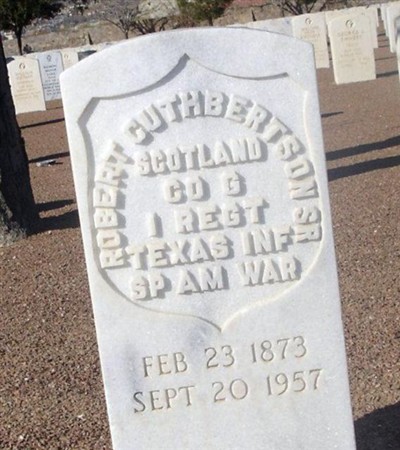 ROBERT CUTHBERTSON SR
SCOTLAND
CO G
1 REGT
TEXAS INF
SP AM WAR
FEB 23 1873
SEPT 20 1957